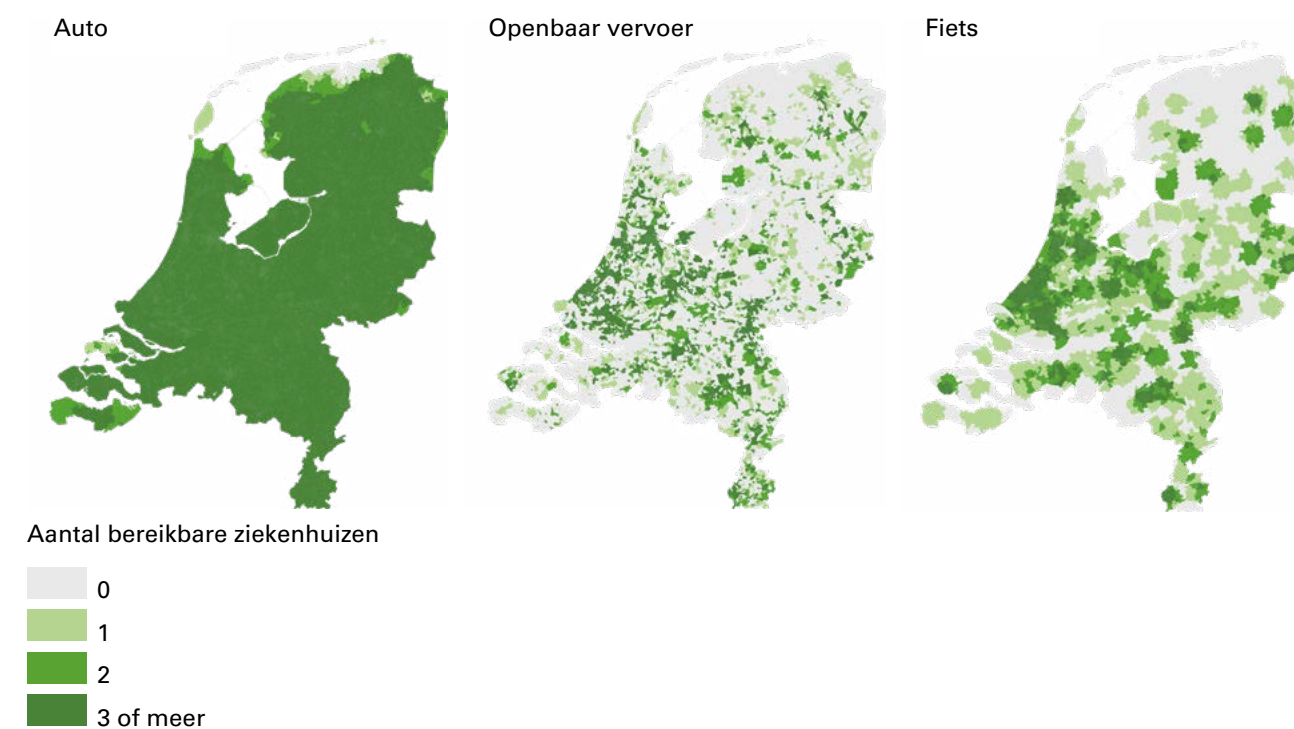 Auto
Openbaar vervoer
Fiets
Aantal bereikbare ziekenhuizen
0
1
2
3 of meer